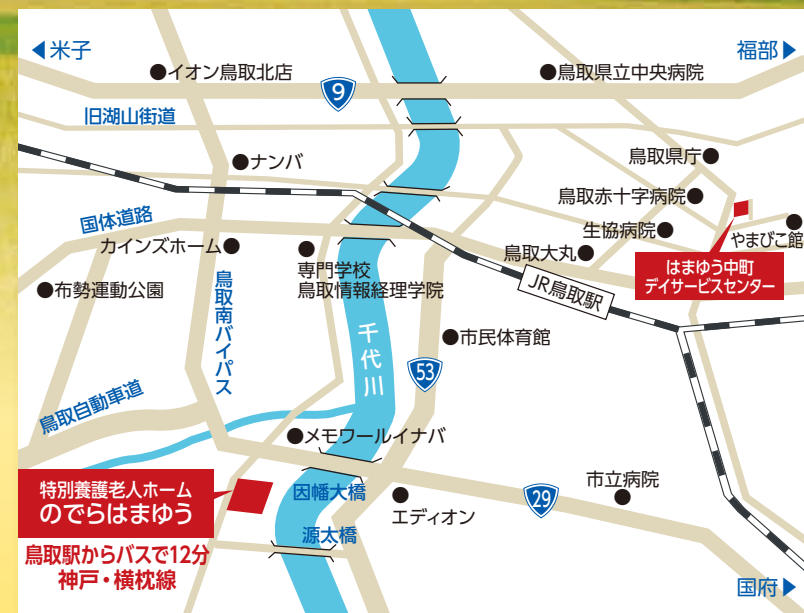 米子
福部
イオン鳥取北店
鳥取県立中央病院
9
旧湖山街道
ナンバ
鳥取県庁
鳥取赤十字病院
国体道路
生協病院
やまびこ館
カインズホーム
鳥取大丸
専門学校
鳥取情報経理学院
はまゆう中町
デイサービスセンター
布勢運動公園
鳥取南バイパス
JR鳥取駅
千代川
市民体育館
53
鳥取自動車道
メモワールイナバ
特別養護老人ホーム
のでらはまゆう
因幡大橋
エディオン
29
市立病院
源太橋
鳥取駅からバスで12分
神戸・横枕線
国府